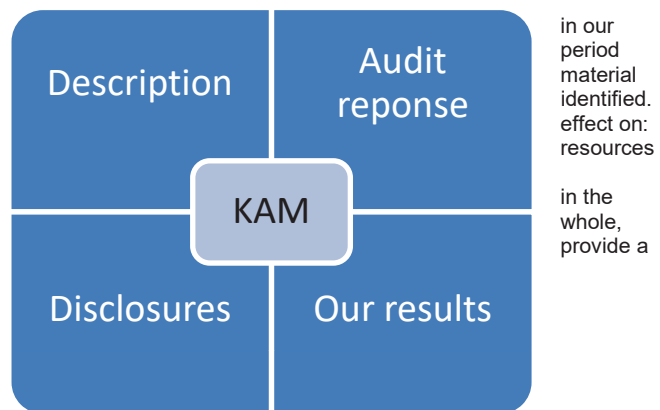 Description
Audit
reponse
KAM
Disclosures
Our results
in our
period
material
identified.
effect on:
resources
in the
whole,
provide a